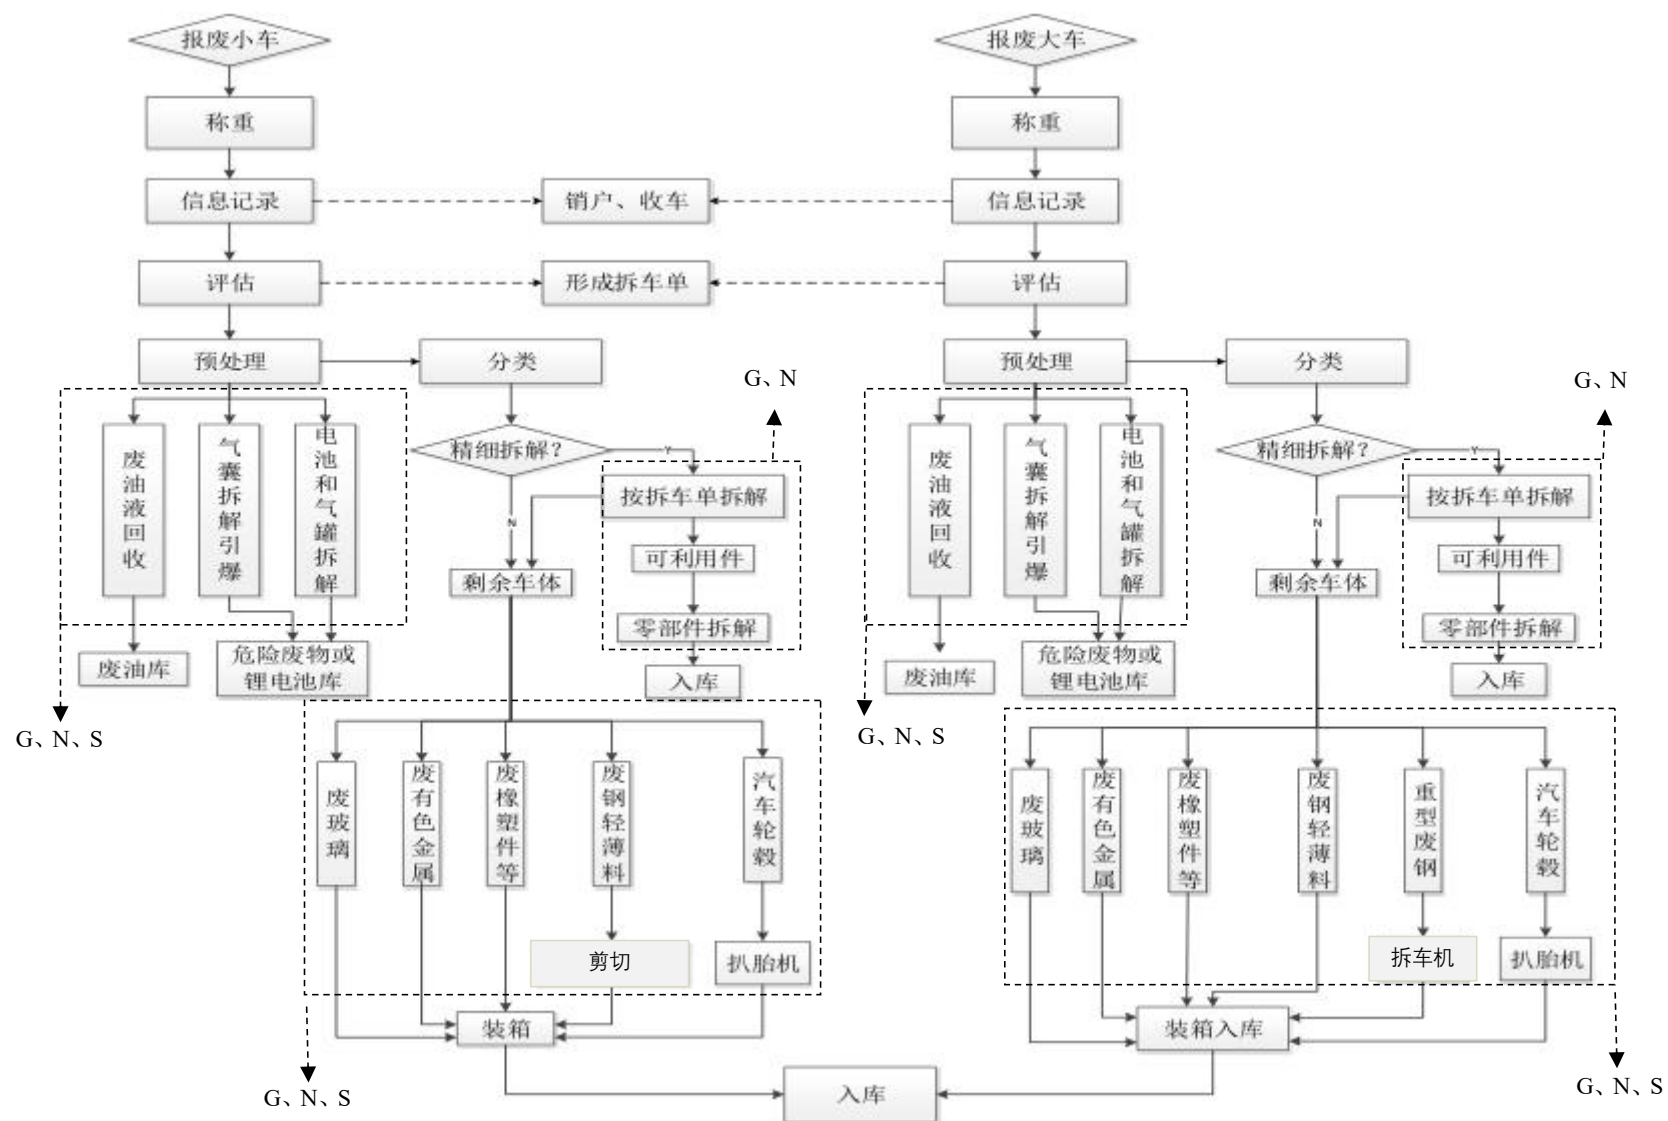 报废小车
报废大车
称重
称重
信息记录
销户、收车
信息记录
评估
形成拆车单
评估
预处理
分类
预处理
分类
G、N
G、N
废油液回收
气囊拆解引爆
电池和气罐拆解
精细拆解？
Y
按拆车单拆解
N
可利用件
剩余车体
零部件拆解
入库
废油库
危险废物或
锂电池库
G、N、S
废油液回收
气囊拆解引爆
电池和气罐拆解
精细拆解？
Y
按拆车单拆解
N
可利用件
剩余车体
零部件拆解
入库
废油库
危险废物或
锂电池库
G、N、S
废玻璃
废有色金属
废橡塑件等
废钢轻薄料
汽车轮毂
剪切
扒胎机
装箱
G、N、S
废玻璃
废有色金属
废橡塑件等
废钢轻薄料
重型废钢
汽车轮毂
拆车机
扒胎机
装箱入库
G、N、S
入库